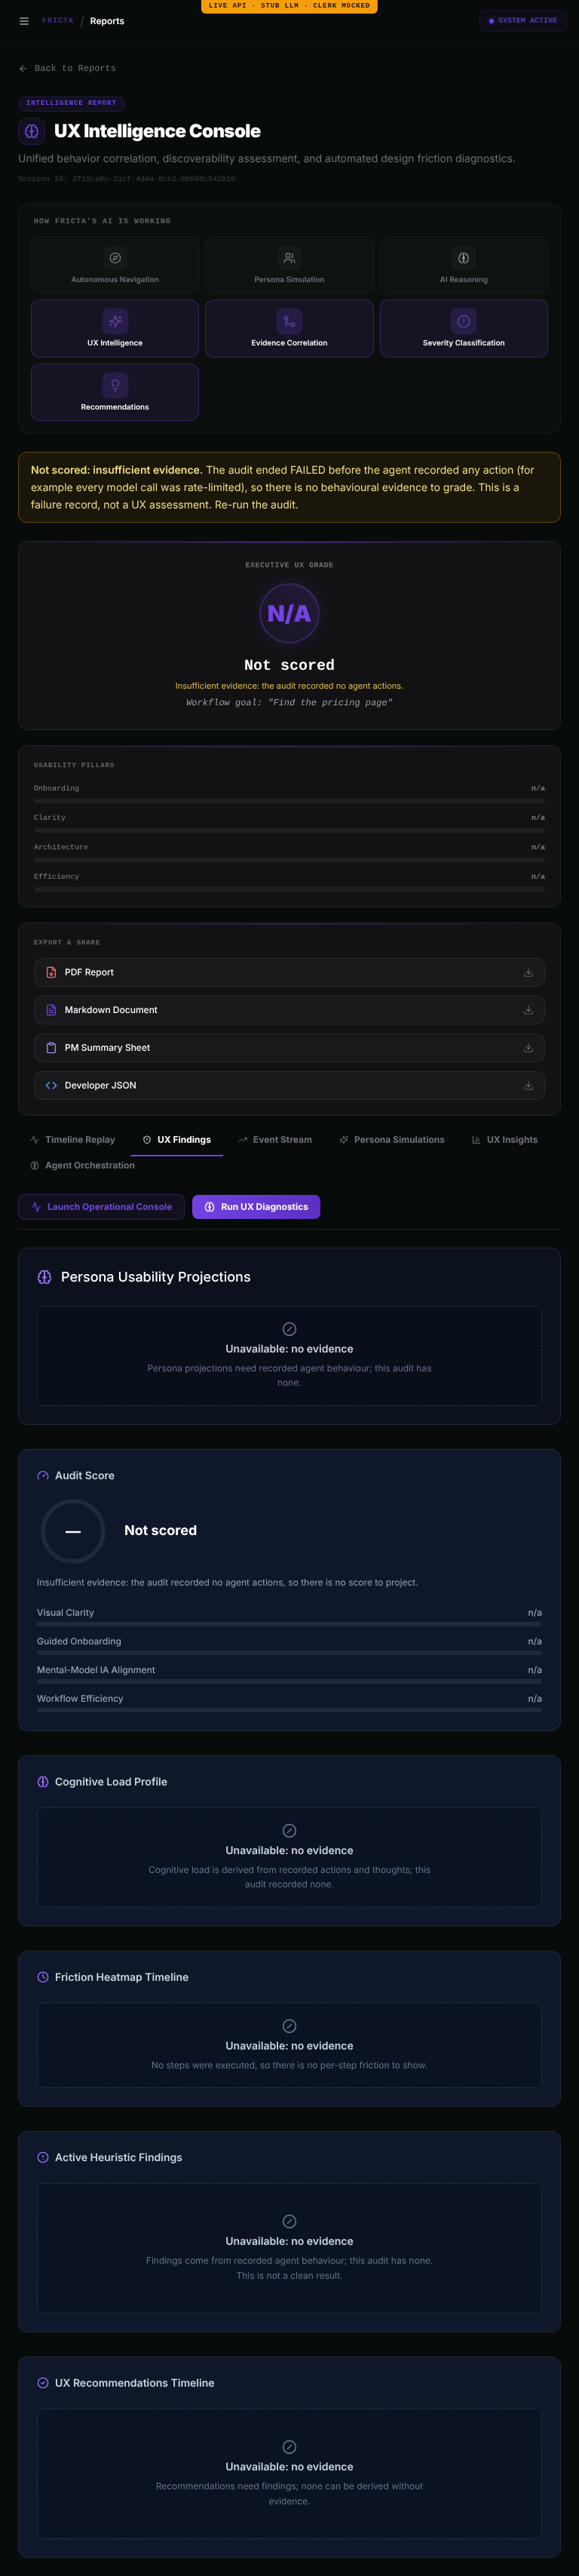 LIVE API · STUB LLM · CLERK MOCKED
FRICTA / Reports
SYSTEM ACTIVE
Back to Reports
INTELLIGENCE REPORT
UX Intelligence Console
Unified behavior correlation, discoverability assessment, and automated design friction diagnostics.
HOW FRICTA'S AI IS WORKING
Autonomous Navigation
Persona Simulation
AI Reasoning
UX Intelligence
Evidence Correlation
Severity Classification
Recommendations
Not scored: insufficient evidence. The audit ended FAILED before the agent recorded any action (for
example every model call was rate-limited), so there is no behavioural evidence to grade. This is a
failure record, not a UX assessment. Re-run the audit.
EXECUTIVE UX GRADE
N/A
Not scored
Insufficient evidence: the audit recorded no agent actions.
Workflow goal: "Find the pricing page"
USABILITY PILLARS
Onboarding n/a
Clarity n/a
Architecture n/a
Efficiency n/a
EXPORT & SHARE
PDF Report
Markdown Document
PM Summary Sheet
Developer JSON
Timeline Replay
UX Findings
Event Stream
Persona Simulations
UX Insights
Agent Orchestration
Launch Operational Console
Run UX Diagnostics
Persona Usability Projections
Unavailable: no evidence
Persona projections need recorded agent behaviour; this audit has
none.
Audit Score
—
Not scored
Insufficient evidence: the audit recorded no agent actions, so there is no score to project.
Visual Clarity n/a
Guided Onboarding n/a
Mental-Model IA Alignment n/a
Workflow Efficiency n/a
Cognitive Load Profile
Unavailable: no evidence
Cognitive load is derived from recorded actions and thoughts; this
audit recorded none.
Friction Heatmap Timeline
Unavailable: no evidence
No steps were executed, so there is no per-step friction to show.
Active Heuristic Findings
Unavailable: no evidence
Findings come from recorded agent behaviour; this audit has none.
This is not a clean result.
UX Recommendations Timeline
Unavailable: no evidence
Recommendations need findings; none can be derived without
evidence.